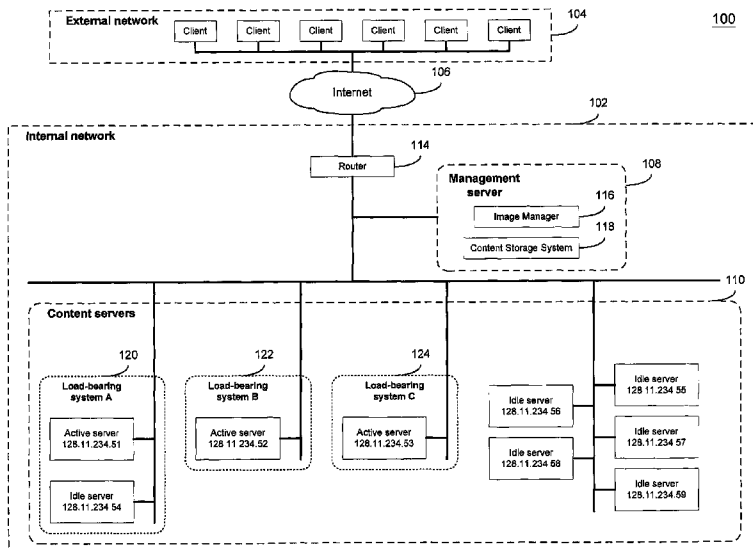 External network
Client
Client
Client
Client
Client
Client
104
100
Internet
106
102
Internal network
Router
114
108
Management
server
Image Manager
116
Content Storage System
118
110
Content servers
120
Load-bearing
system A
Active server
128.11.234.51
Idle server
128.11.234 54
122
Load-bearing
system B
Active server
128 11.234.52
124
Load-bearing
system C
Active server
128.11.234.53
Idle server
128 11.234 56
Idle server
128.11.234 58
Idle server
128.11.234 55
Idle server
128.11.234 57
Idle server
128.11.234.59